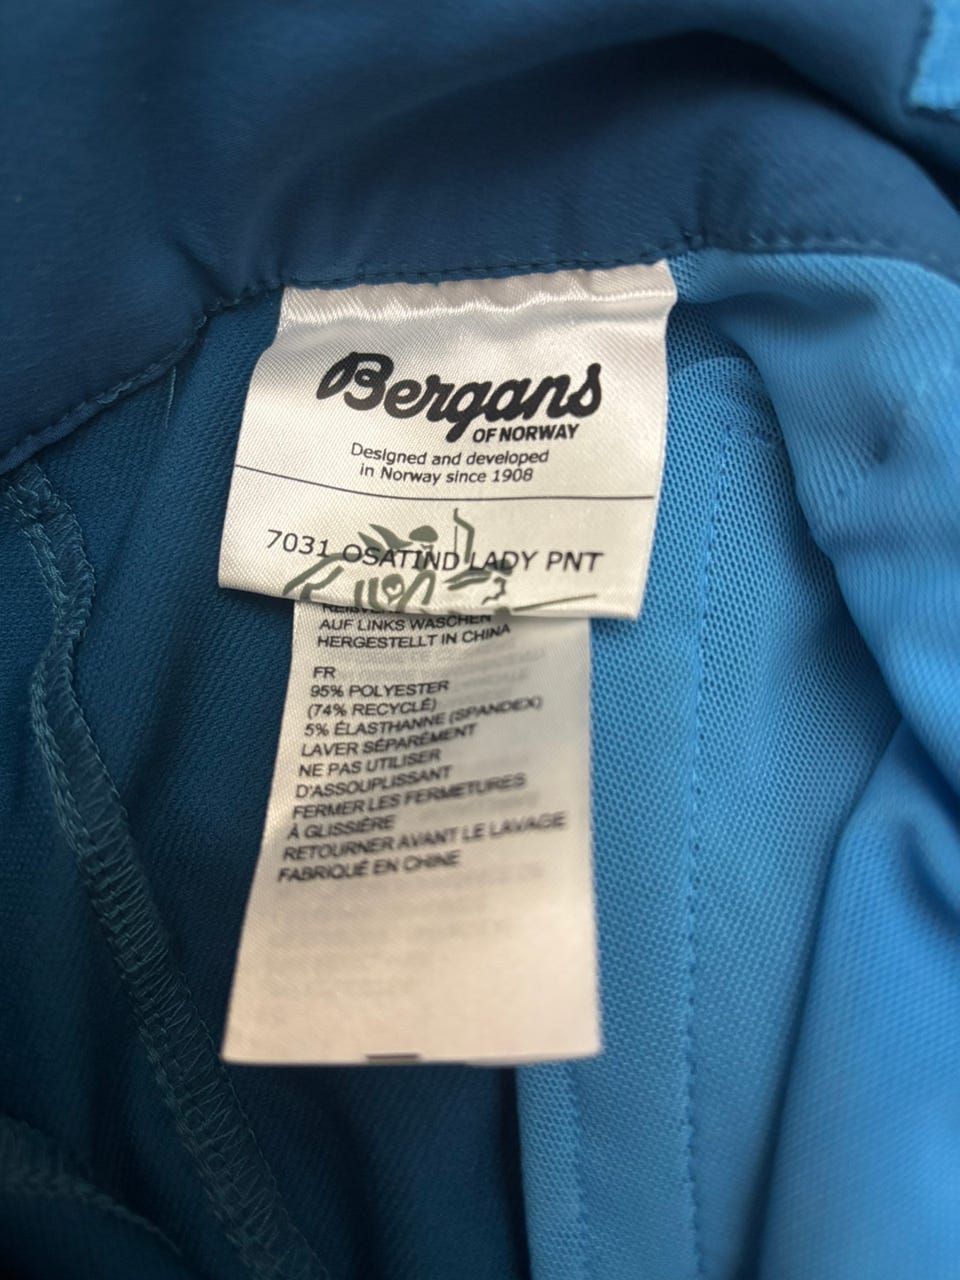 Bergans
OF NORWAY
Designed and developed
in Norway since 1908
7031 OSATIND LADY PNT
AUF LINKS WASCHEN
HERGESTELLT IN CHINA
FR
95% POLYESTER
(74% RECYCLÉ)
5% ÉLASTHANNE (SPANDEX)
LAVER SÉPARÉMENT
NE PAS UTILISER
D'ASSOUPLISSANT
FERMER LES FERMETURES
À GLISSIÈRE
RETOURNER AVANT LE LAVAGE
FABRIQUÉ EN CHINE